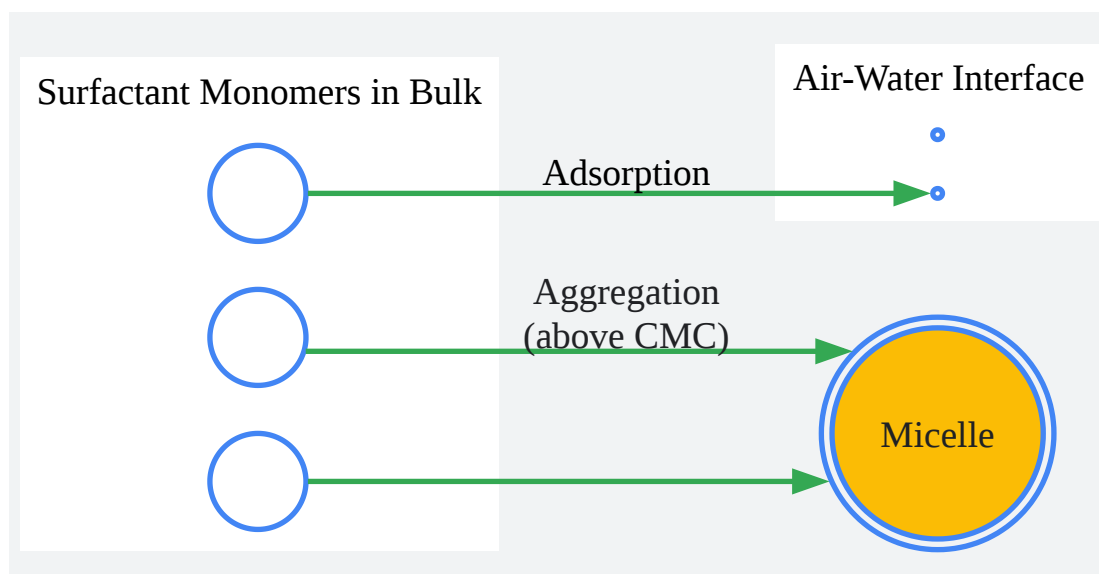 Surfactant Monomers in Bulk
Air-Water Interface
Adsorption
Aggregation
(above CMC)
Micelle